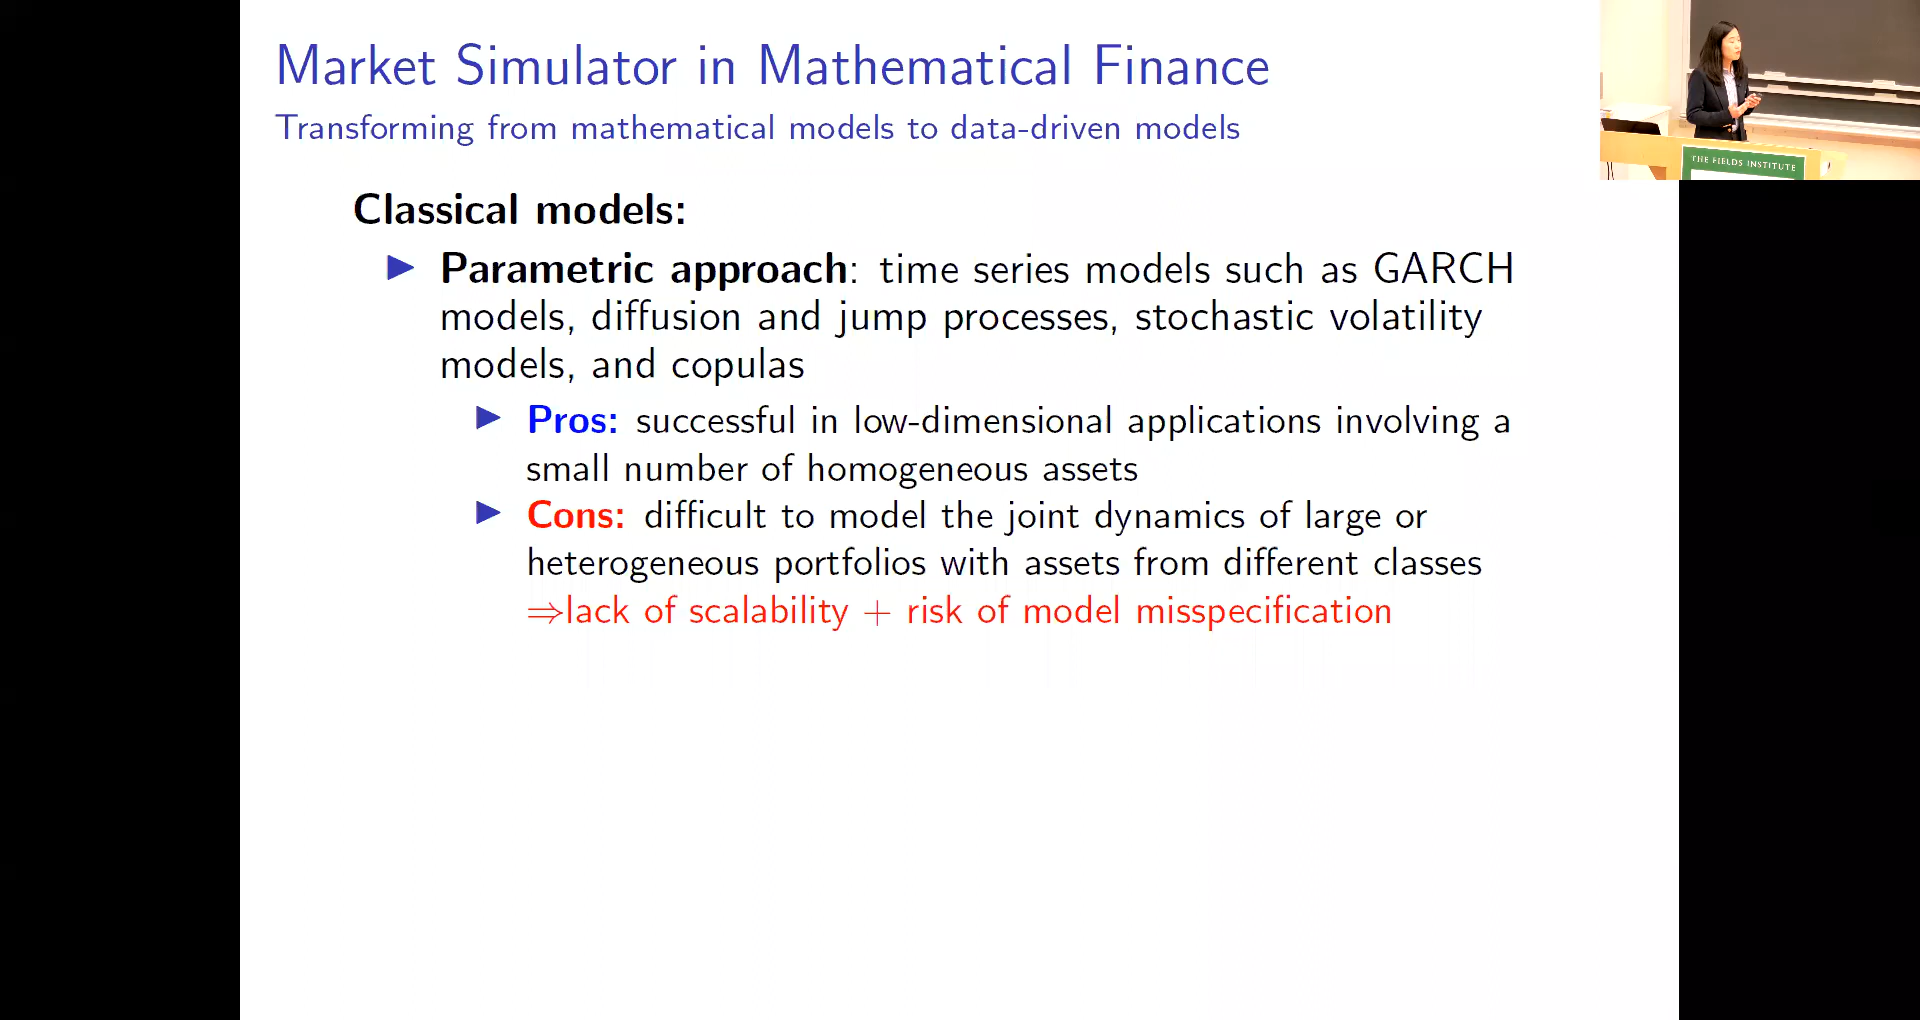 Market Simulator in Mathematical Finance
Transforming from mathematical models to data-driven models
THE FIELDS INSTITUTE
Classical models:
▶ Parametric approach: time series models such as GARCH
models, diffusion and jump processes, stochastic volatility
models, and copulas
▶ Pros: successful in low-dimensional applications involving a
small number of homogeneous assets
▶ Cons: difficult to model the joint dynamics of large or
heterogeneous portfolios with assets from different classes
⇒lack of scalability + risk of model misspecification